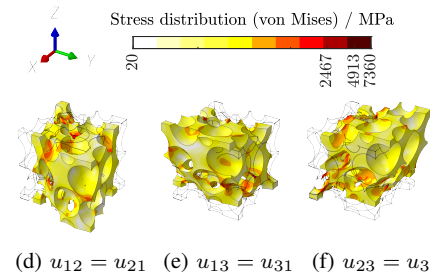 Stress distribution (von Mises) / MPa
Z
Y
X
20
2467
4913
7360
(d) u₁₂ = u₂₁ (e) u₁₃ = u₃₁ (f) u₂₃ = u₃